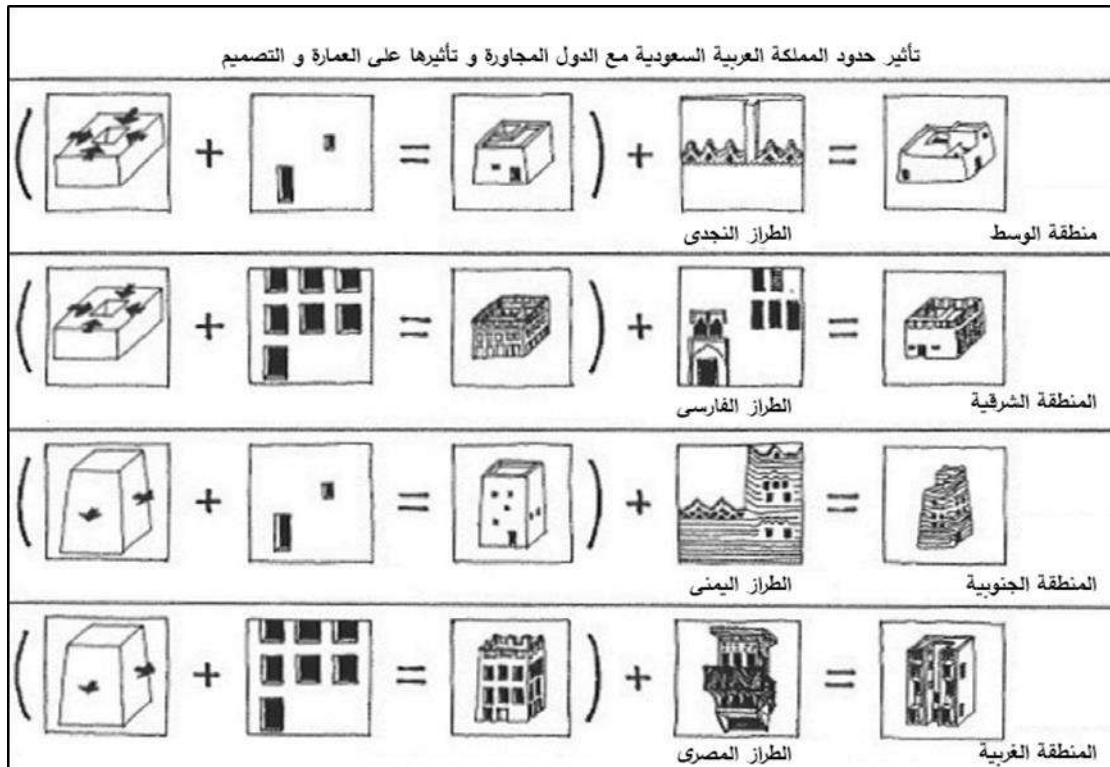 تأثير حدود المملكة العربية السعودية مع الدول المجاورة و تأثيرها على العمارة و التصميم
منطقة الوسط
الطراز النجدى
المنطقة الشرقية
الطراز الفارسى
المنطقة الجنوبية
الطراز اليمنى
المنطقة الغربية
الطراز المصرى